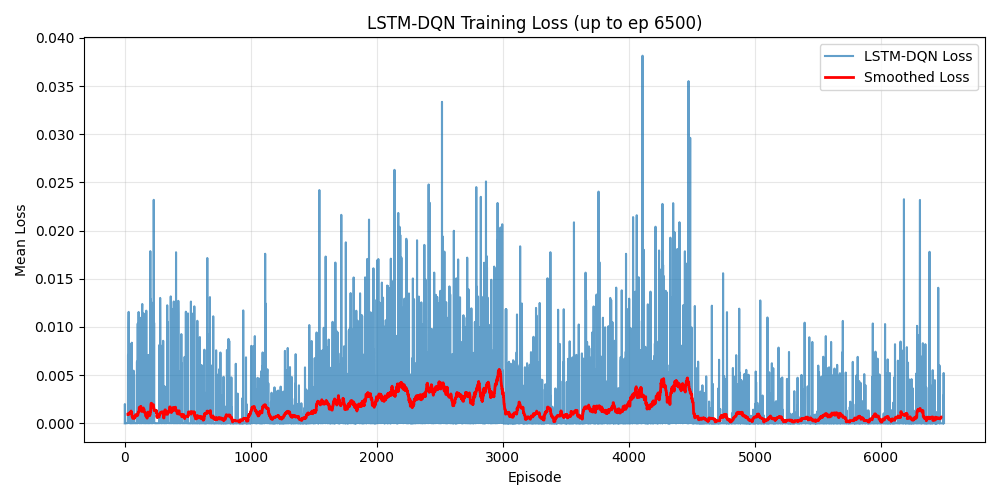 LSTM-DQN Training Loss (up to ep 6500)
LSTM-DQN Loss
Smoothed Loss
Mean Loss
0.040
0.035
0.030
0.025
0.020
0.015
0.010
0.005
0.000
0 1000 2000 3000 4000 5000 6000
Episode